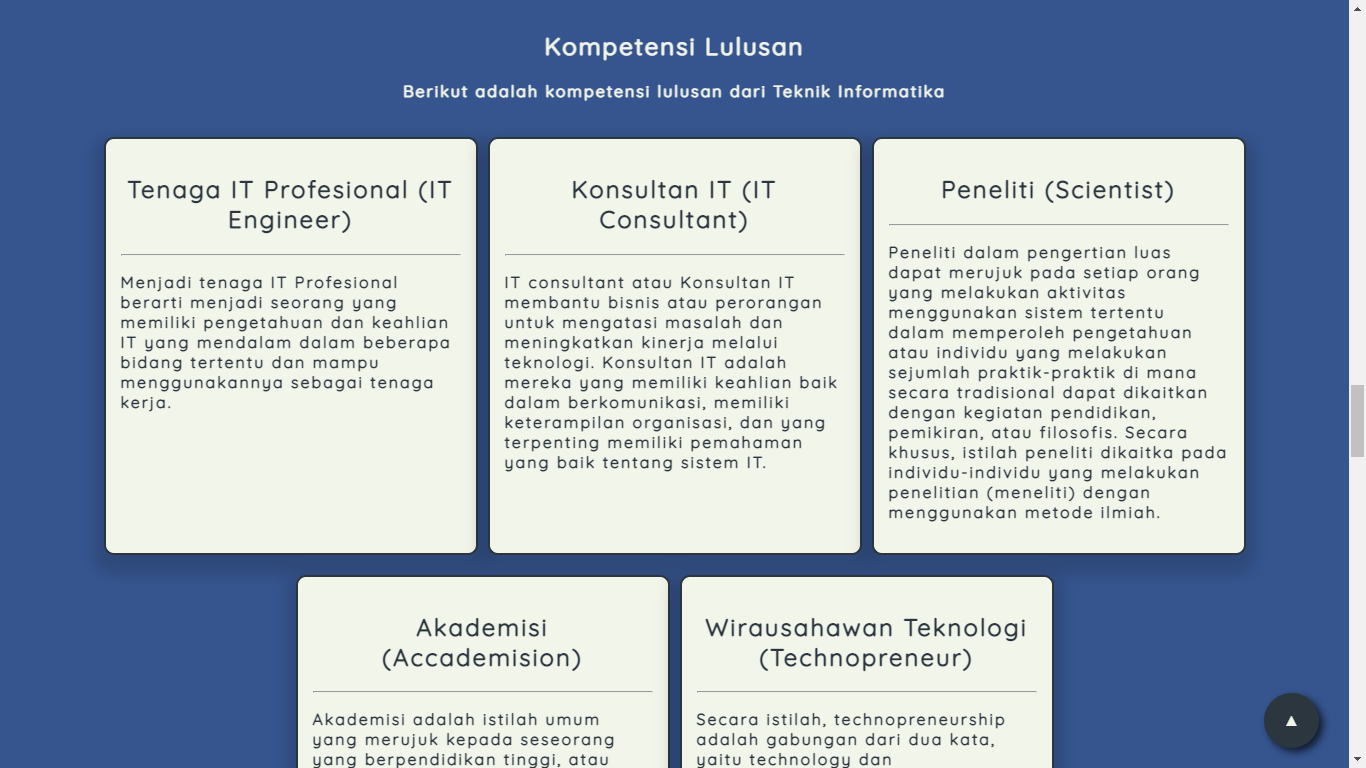 Kompetensi Lulusan
Berikut adalah kompetensi lulusan dari Teknik Informatika
Tenaga IT Profesional (IT
Engineer)
Menjadi tenaga IT Profesional
berarti menjadi seorang yang
memiliki pengetahuan dan keahlian
IT yang mendalam dalam beberapa
bidang tertentu dan mampu
menggunakannya sebagai tenaga
kerja.
Konsultan IT (IT
Consultant)
IT consultant atau Konsultan IT
membantu bisnis atau perorangan
untuk mengatasi masalah dan
meningkatkan kinerja melalui
teknologi. Konsultan IT adalah
mereka yang memiliki keahlian baik
dalam berkomunikasi, memiliki
keterampilan organisasi, dan yang
terpenting memiliki pemahaman
yang baik tentang sistem IT.
Peneliti (Scientist)
Peneliti dalam pengertian luas
dapat merujuk pada setiap orang
yang melakukan aktivitas
menggunakan sistem tertentu
dalam memperoleh pengetahuan
atau individu yang melakukan
sejumlah praktik-praktik di mana
secara tradisional dapat dikaitkan
dengan kegiatan pendidikan,
pemikiran, atau filosofis. Secara
khusus, istilah peneliti dikaitka pada
individu-individu yang melakukan
penelitian (meneliti) dengan
menggunakan metode ilmiah.
Akademisi
(Accademision)
Akademisi adalah istilah umum
yang merujuk kepada seseorang
yang berpendidikan tinggi, atau
Wirausahawan Teknologi
(Technopreneur)
Secara istilah, technopreneurship
adalah gabungan dari dua kata,
yaitu technology dan